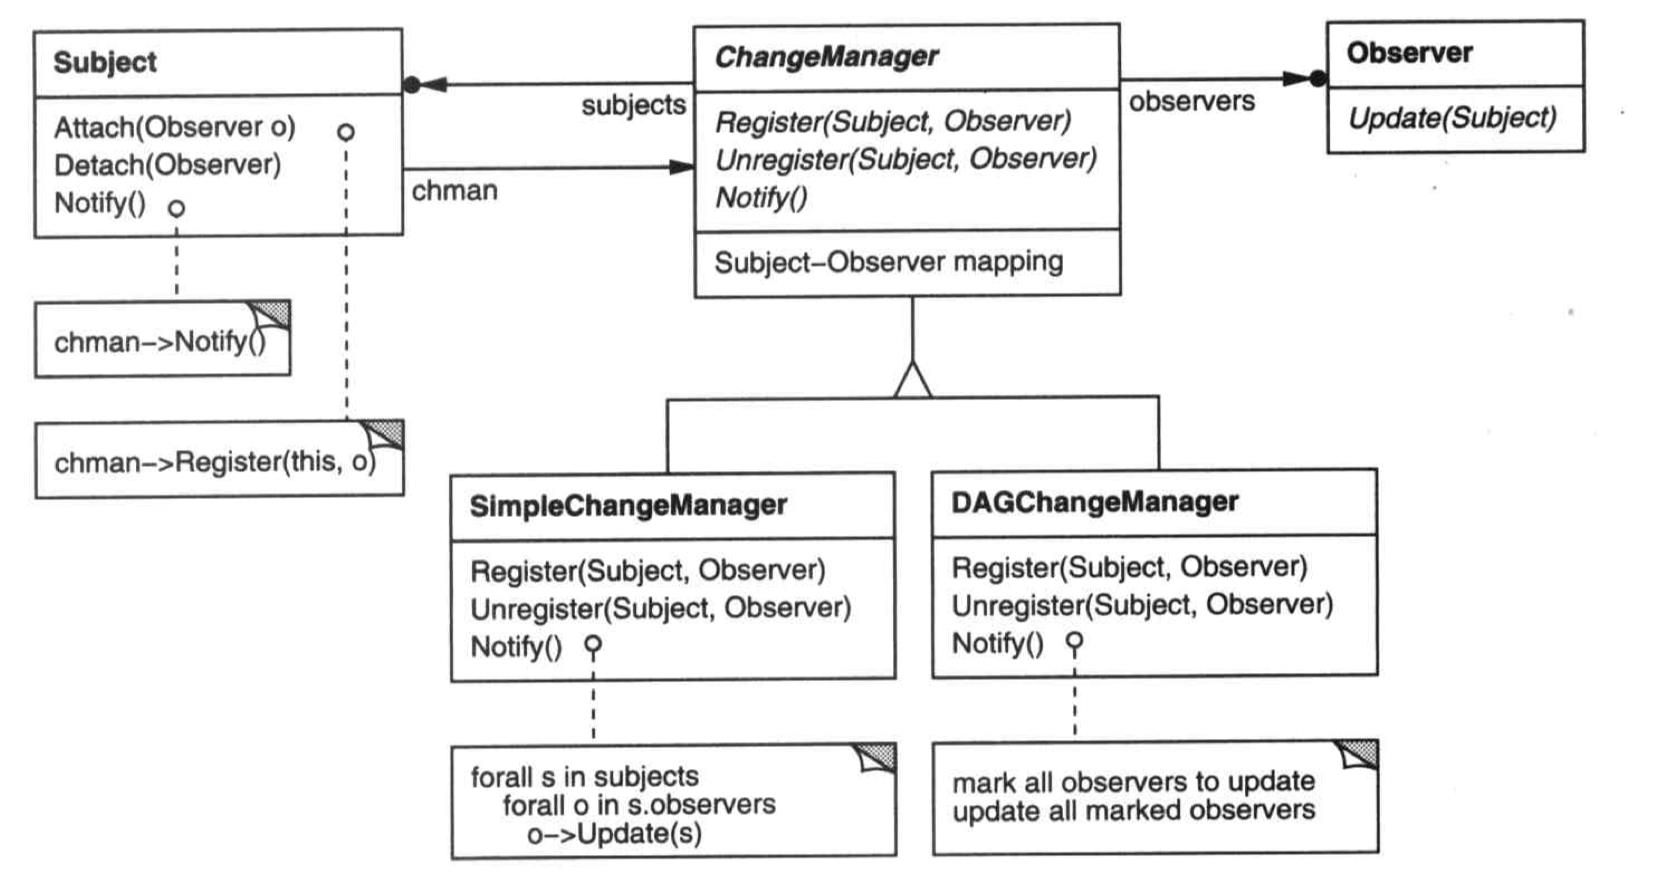 Subject
Attach(Observer o)
Detach(Observer)
Notify()
chman->Notify()
chman->Register(this, o)
subjects
chman
ChangeManager
Register(Subject, Observer)
Unregister(Subject, Observer)
Notify()
Subject–Observer mapping
observers
Observer
Update(Subject)
SimpleChangeManager
Register(Subject, Observer)
Unregister(Subject, Observer)
Notify()
forall s in subjects
forall o in s.observers
o->Update(s)
DAGChangeManager
Register(Subject, Observer)
Unregister(Subject, Observer)
Notify()
mark all observers to update
update all marked observers